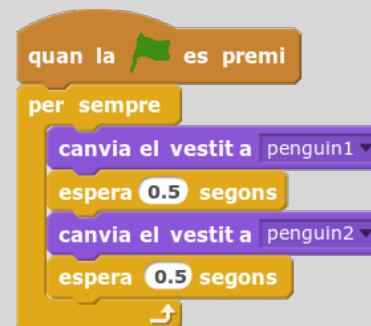 quan la es premi
per sempre
canvia el vestit a penguin1
espera 0.5 segons
canvia el vestit a penguin2
espera 0.5 segons